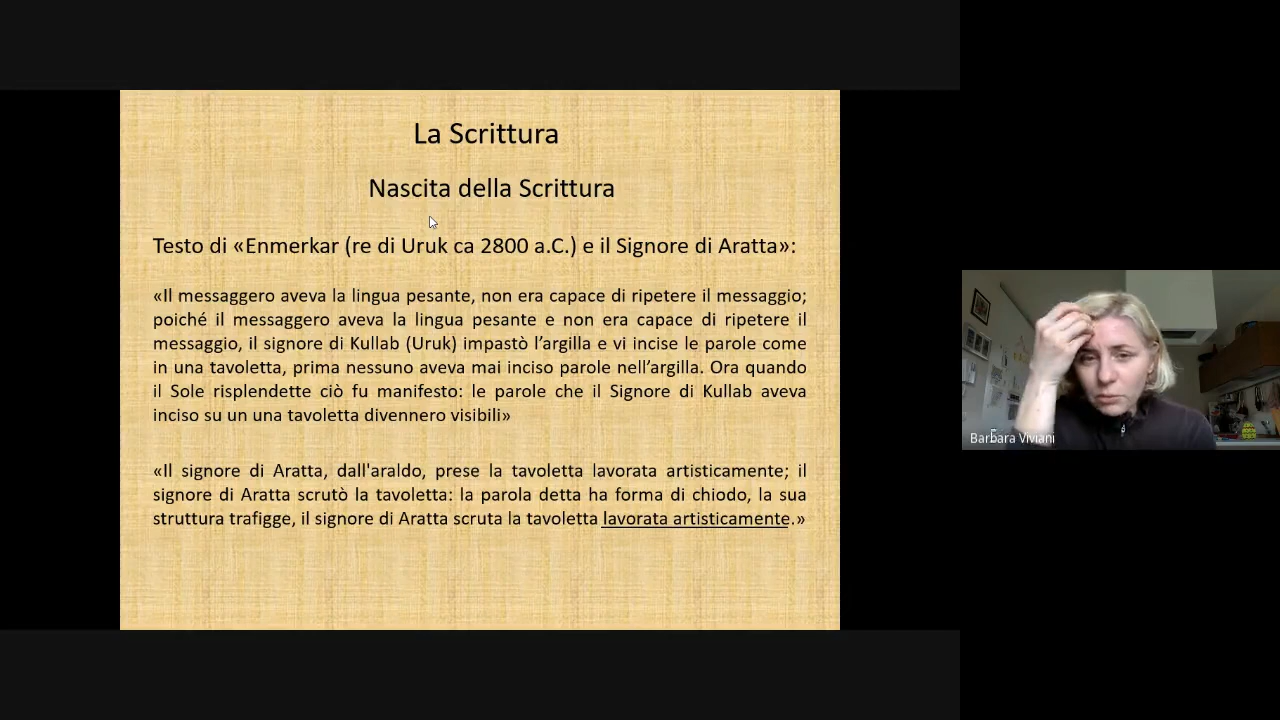 La Scrittura
Nascita della Scrittura
Testo di «Enmerkar (re di Uruk ca 2800 a.C.) e il Signore di Aratta»:
«Il messaggero aveva la lingua pesante, non era capace di ripetere il messaggio;
poiché il messaggero aveva la lingua pesante e non era capace di ripetere il
messaggio, il signore di Kullab (Uruk) impastò l’argilla e vi incise le parole come
in una tavoletta, prima nessuno aveva mai inciso parole nell’argilla. Ora quando
il Sole risplendette ciò fu manifesto: le parole che il Signore di Kullab aveva
inciso su un una tavoletta divennero visibili»
«Il signore di Aratta, dall'araldo, prese la tavoletta lavorata artisticamente; il
signore di Aratta scrutò la tavoletta: la parola detta ha forma di chiodo, la sua
struttura trafigge, il signore di Aratta scruta la tavoletta lavorata artisticamente.»
Barbara Viviani